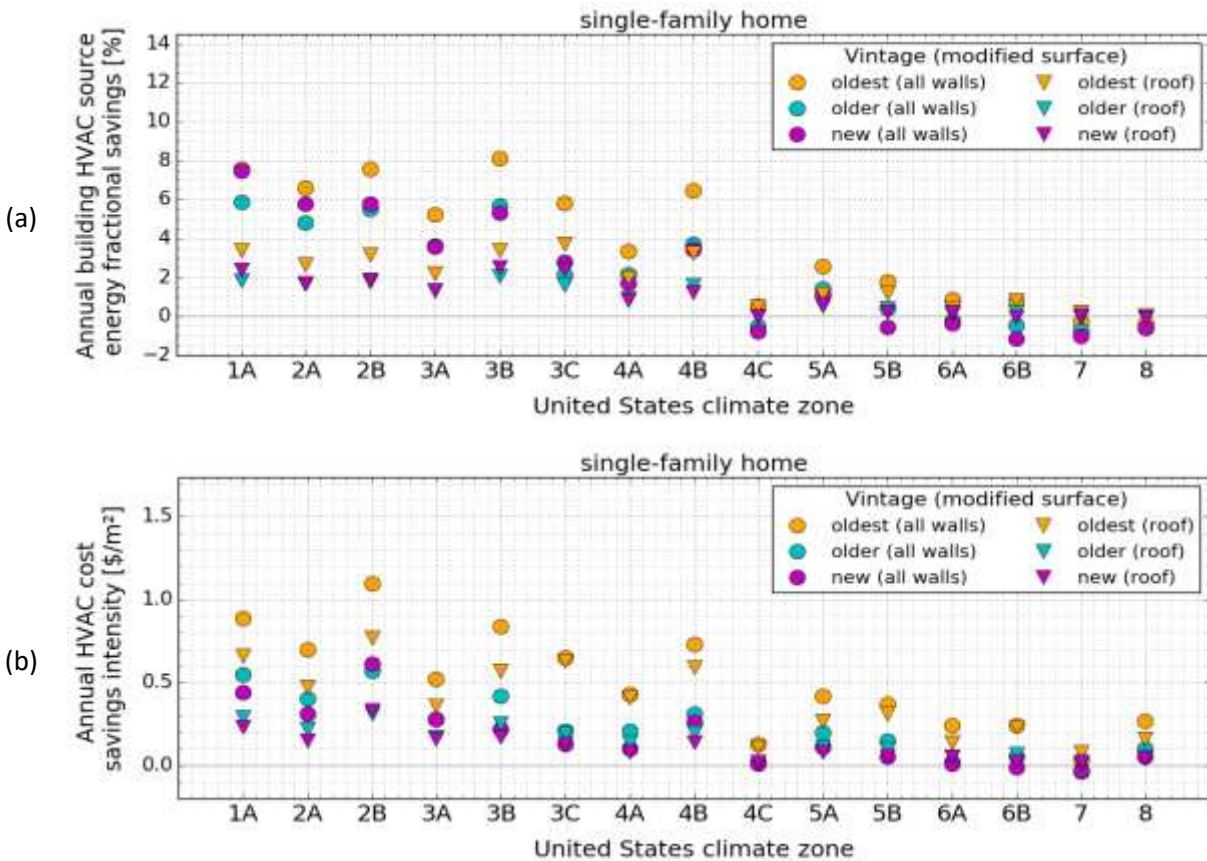 (a)
single-family home
Annual building HVAC source
energy fractional savings [%]
14
12
10
8
6
4
2
0
−2
Vintage (modified surface)
oldest (all walls) oldest (roof)
older (all walls) older (roof)
new (all walls) new (roof)
1A 2A 2B 3A 3B 3C 4A 4B 4C 5A 5B 6A 6B 7 8
United States climate zone
(b)
single-family home
Annual HVAC cost
savings intensity [$/m²]
1.5
1.0
0.5
0.0
Vintage (modified surface)
oldest (all walls) oldest (roof)
older (all walls) older (roof)
new (all walls) new (roof)
1A 2A 2B 3A 3B 3C 4A 4B 4C 5A 5B 6A 6B 7 8
United States climate zone